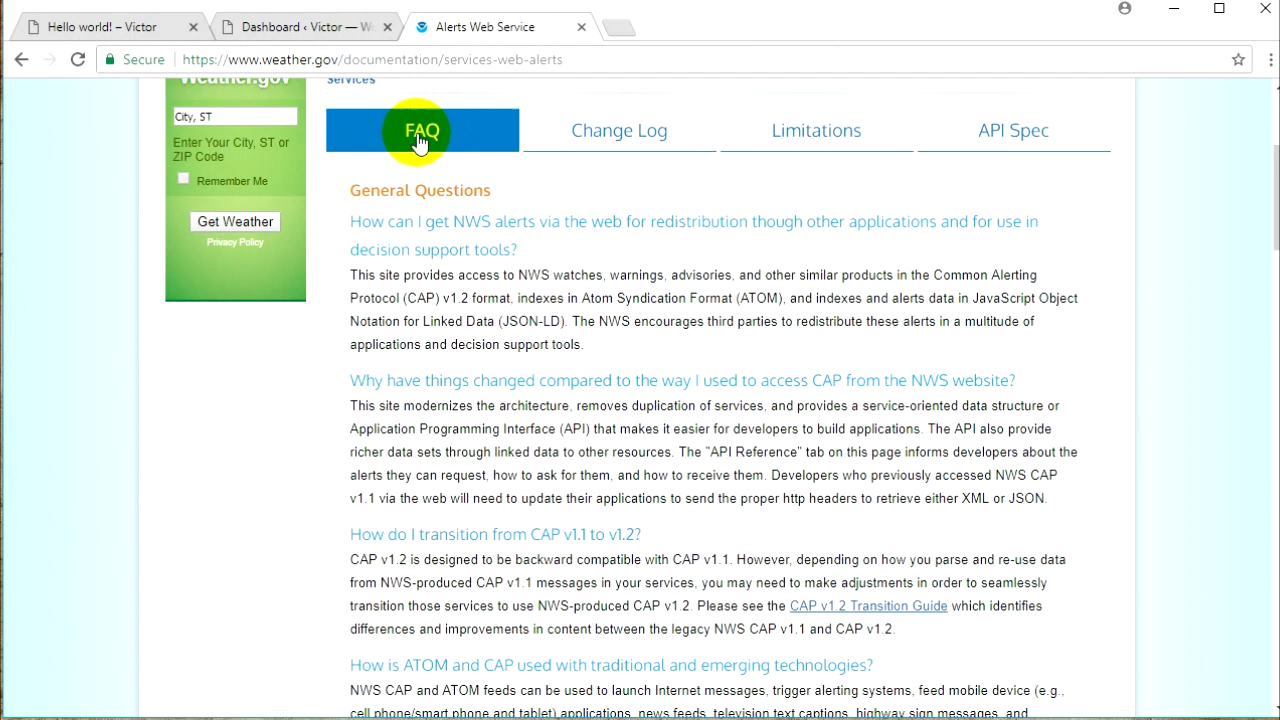 Hello world! – Victor
Dashboard ‹ Victor — W
Alerts Web Service
Secure
https://www.weather.gov/documentation/services-web-alerts
Weather.gov
Services
City, ST
Enter Your City, ST or
ZIP Code
Remember Me
Get Weather
Privacy Policy
FAQ
Change Log
Limitations
API Spec
General Questions
How can I get NWS alerts via the web for redistribution though other applications and for use in
decision support tools?
This site provides access to NWS watches, warnings, advisories, and other similar products in the Common Alerting
Protocol (CAP) v1.2 format, indexes in Atom Syndication Format (ATOM), and indexes and alerts data in JavaScript Object
Notation for Linked Data (JSON-LD). The NWS encourages third parties to redistribute these alerts in a multitude of
applications and decision support tools.
Why have things changed compared to the way I used to access CAP from the NWS website?
This site modernizes the architecture, removes duplication of services, and provides a service-oriented data structure or
Application Programming Interface (API) that makes it easier for developers to build applications. The API also provide
richer data sets through linked data to other resources. The "API Reference" tab on this page informs developers about the
alerts they can request, how to ask for them, and how to receive them. Developers who previously accessed NWS CAP
v1.1 via the web will need to update their applications to send the proper http headers to retrieve either XML or JSON.
How do I transition from CAP v1.1 to v1.2?
CAP v1.2 is designed to be backward compatible with CAP v1.1. However, depending on how you parse and re-use data
from NWS-produced CAP v1.1 messages in your services, you may need to make adjustments in order to seamlessly
transition those services to use NWS-produced CAP v1.2. Please see the CAP v1.2 Transition Guide which identifies
differences and improvements in content between the legacy NWS CAP v1.1 and CAP v1.2.
How is ATOM and CAP used with traditional and emerging technologies?
NWS CAP and ATOM feeds can be used to launch Internet messages, trigger alerting systems, feed mobile device (e.g.,
cell phone/smart phone and tablet) applications, news feeds, television text captions, highway sign messages, and